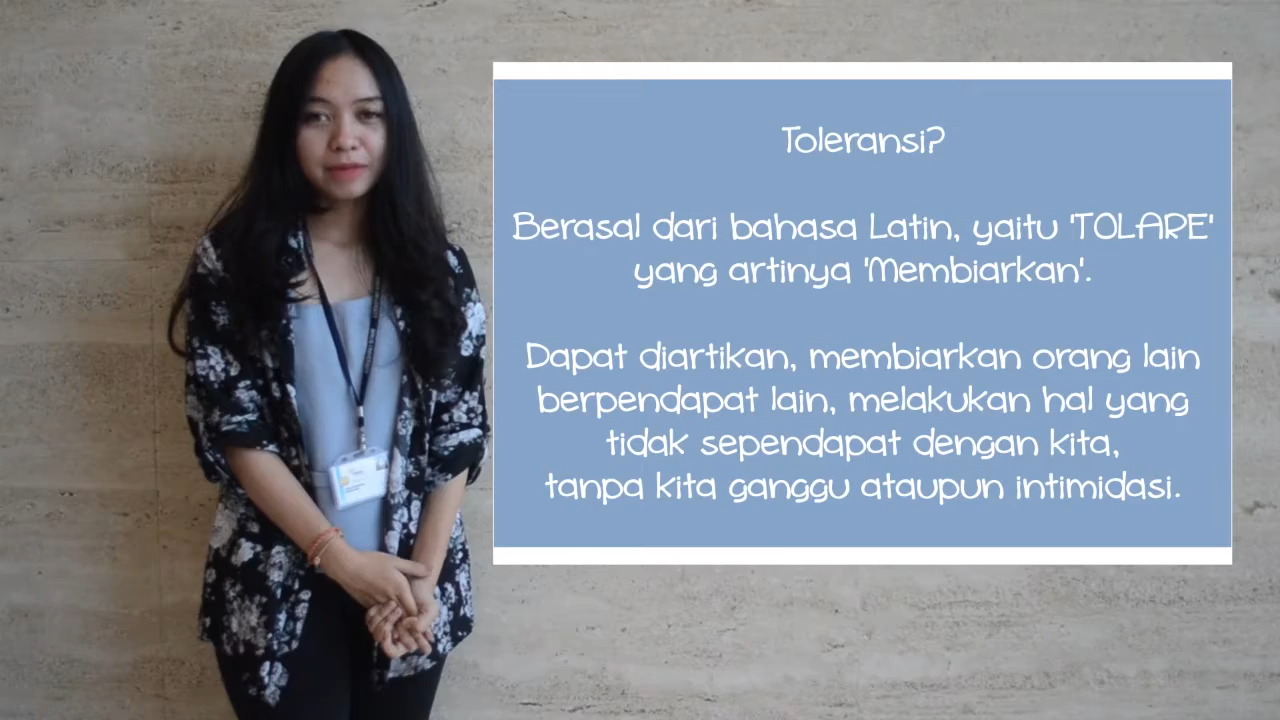 Toleransi?
Berasal dari bahasa Latin, yaitu 'TOLARE'
yang artinya 'Membiarkan'.
Dapat diartikan, membiarkan orang lain
berpendapat lain, melakukan hal yang
tidak sependapat dengan kita,
tanpa kita ganggu ataupun intimidasi.